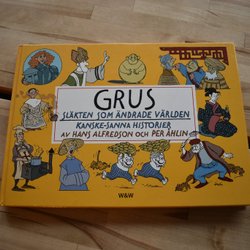 GRUS
SLÄKTEN SOM ÄNDRADE VÄRLDEN
KANSKE-SANNA HISTORIER
AV HANS ALFREDSON OCH PER ÅHLIN
W&W